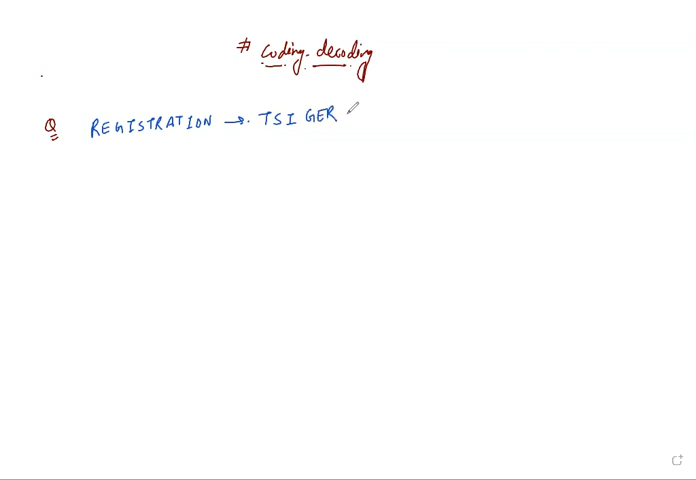 # coding-decoding
Q REGISTRATION → TSIGER